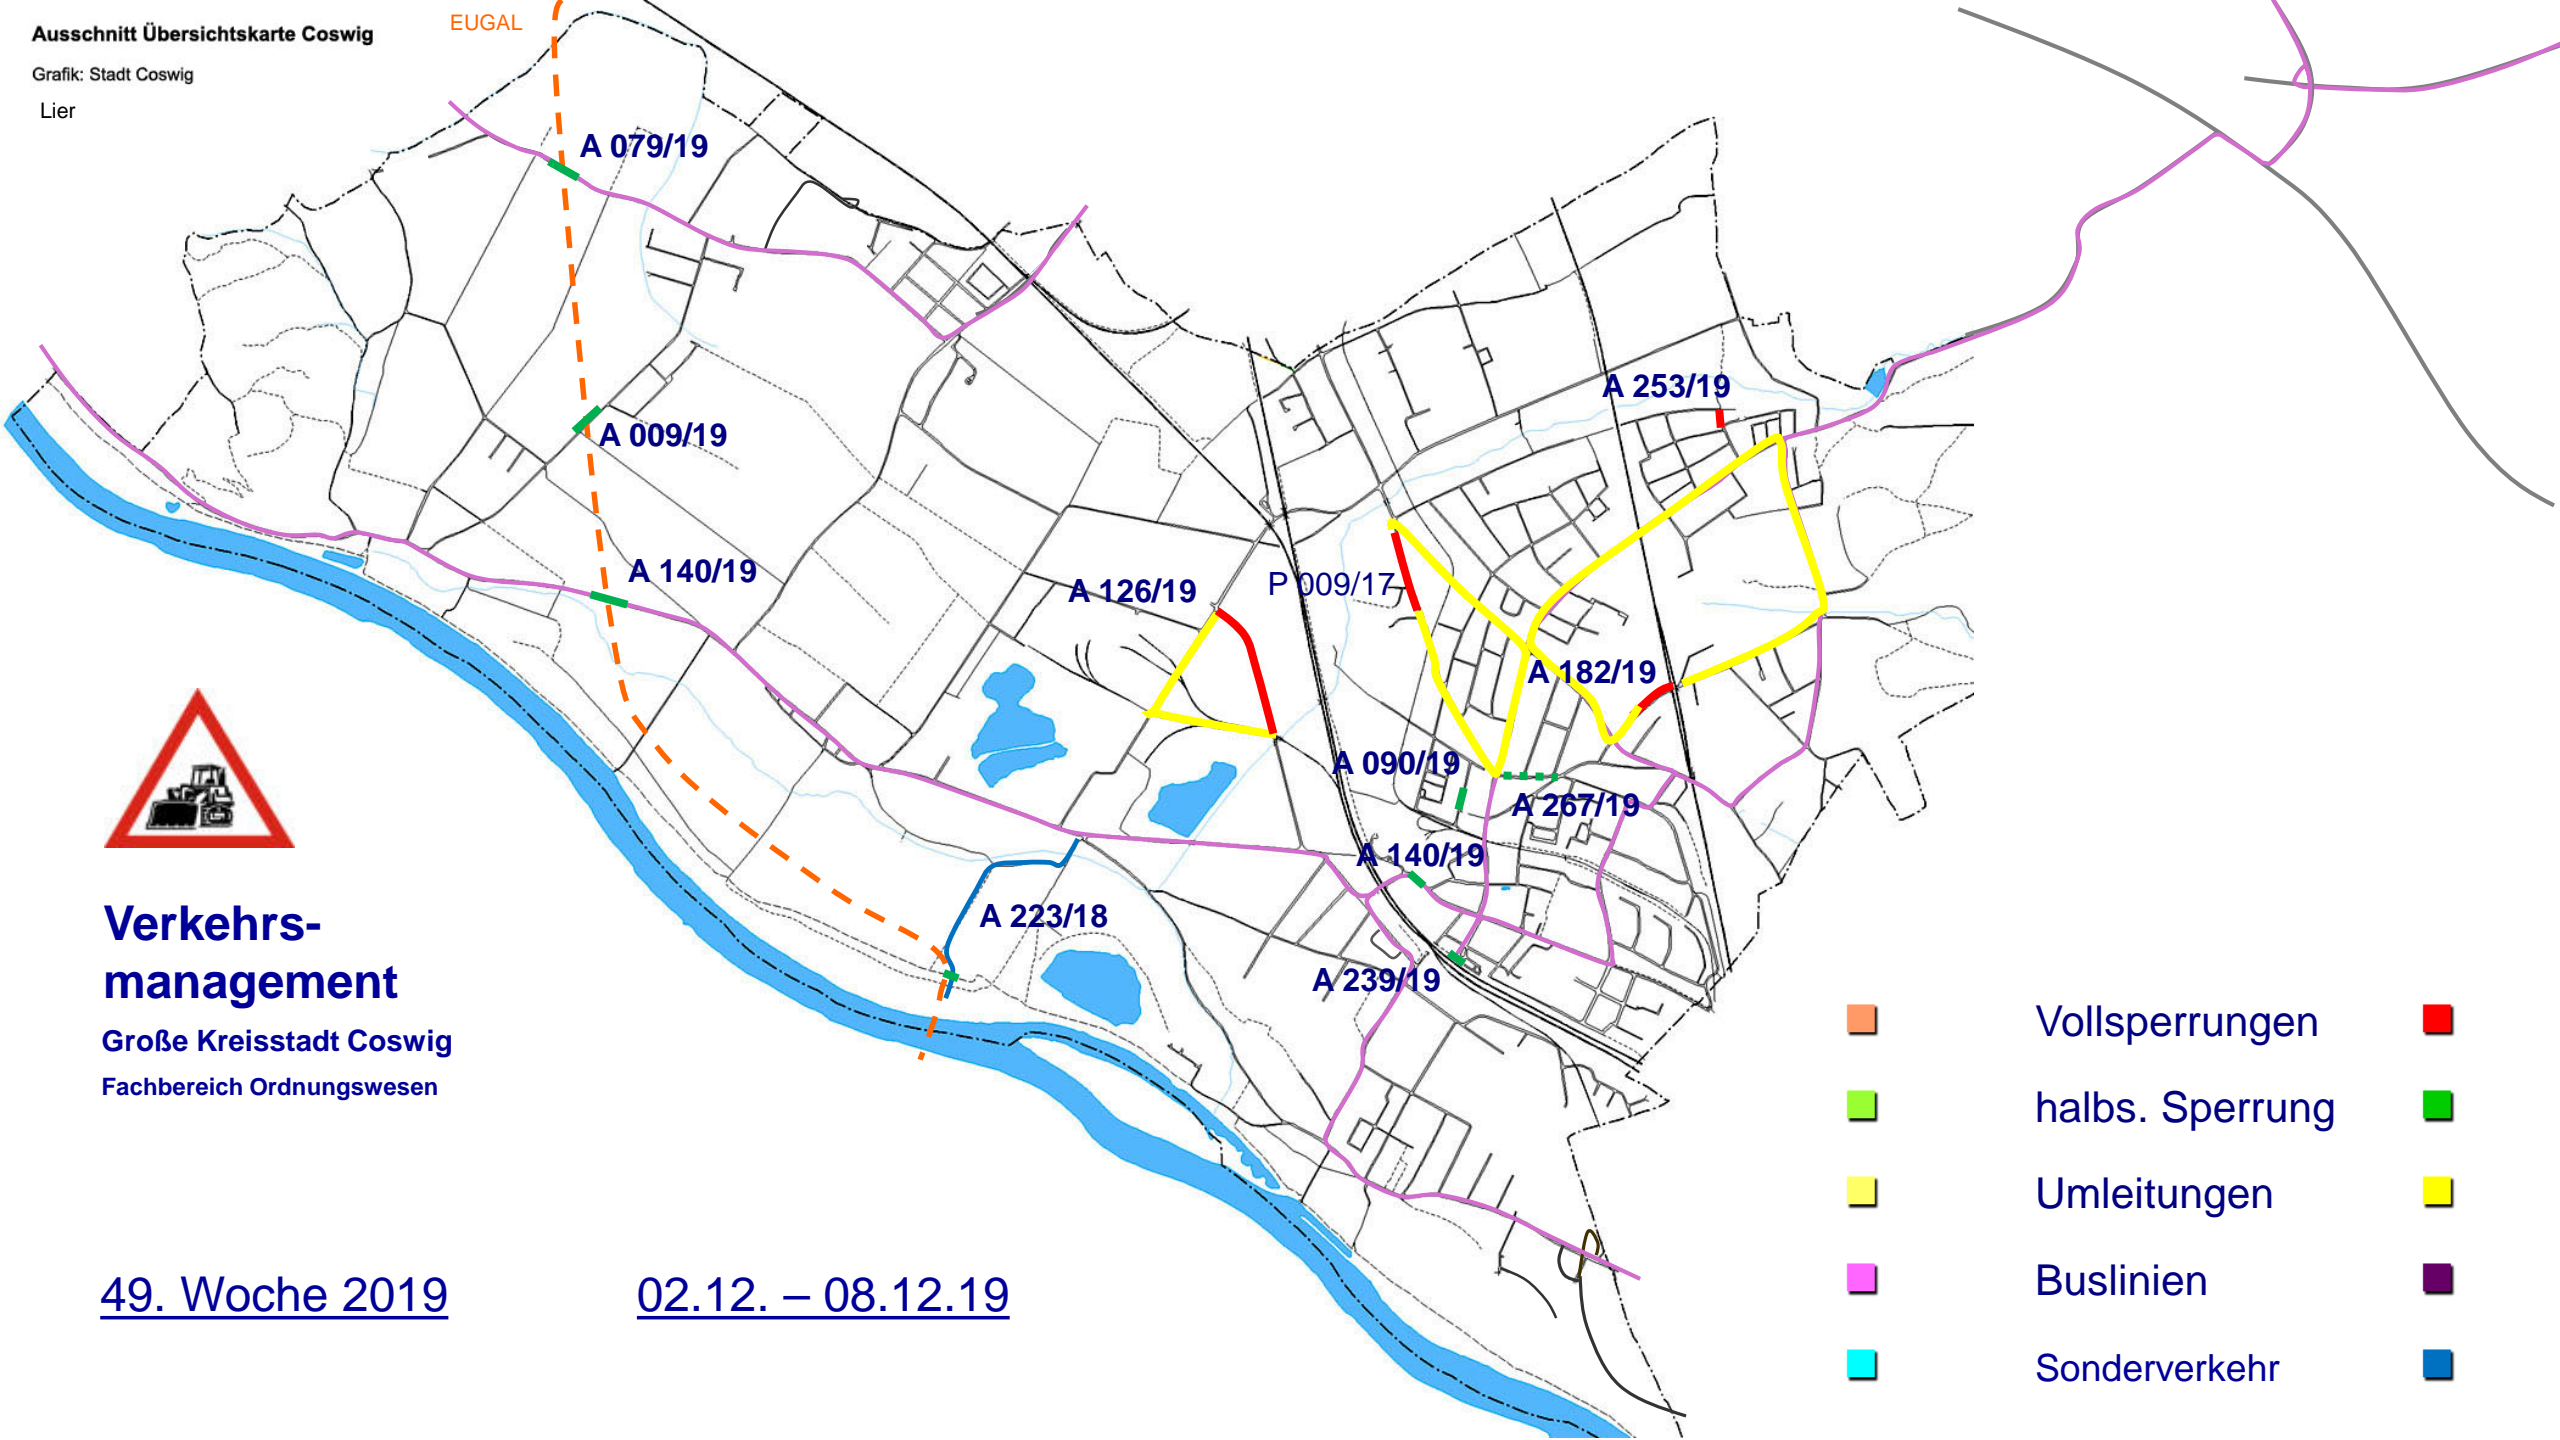 Ausschnitt Übersichtskarte Coswig
EUGAL
Grafik: Stadt Coswig
Lier
A 079/19
A 253/19
A 009/19
A 140/19
A 126/19
P 009/17
A 182/19
A 090/19
A 267/19
A 140/19
A 223/18
A 239/19
Verkehrs-
management
Große Kreisstadt Coswig
Fachbereich Ordnungswesen
49. Woche 2019
02.12. – 08.12.19
Vollsperrungen
halbs. Sperrung
Umleitungen
Buslinien
Sonderverkehr